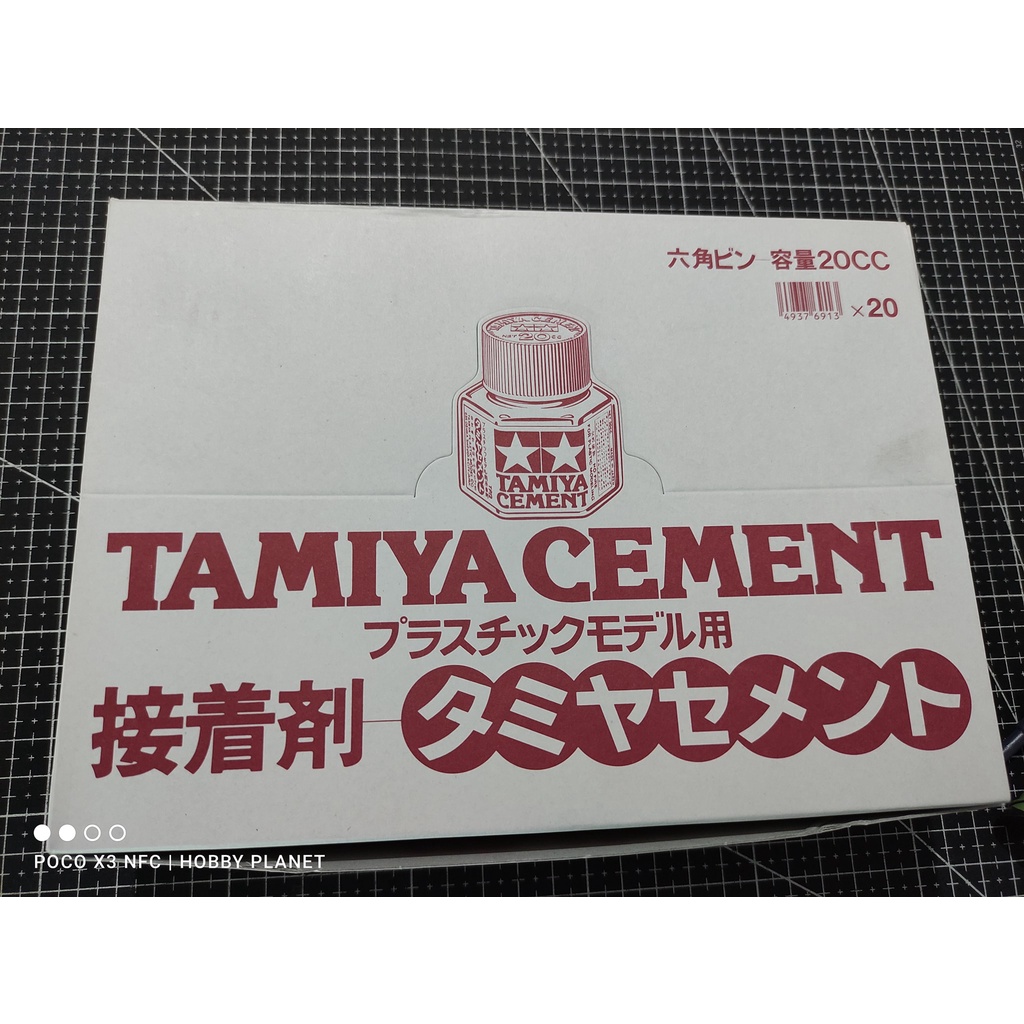 六角ビン 容量20CC
4937 6913 ×20
TAMIYA CEMENT
NET 20CC
TAMIYA
CEMENT
TAMIYA CEMENT
プラスチックモデル用
接着剤 タミヤセメント
POCO X3 NFC | HOBBY PLANET